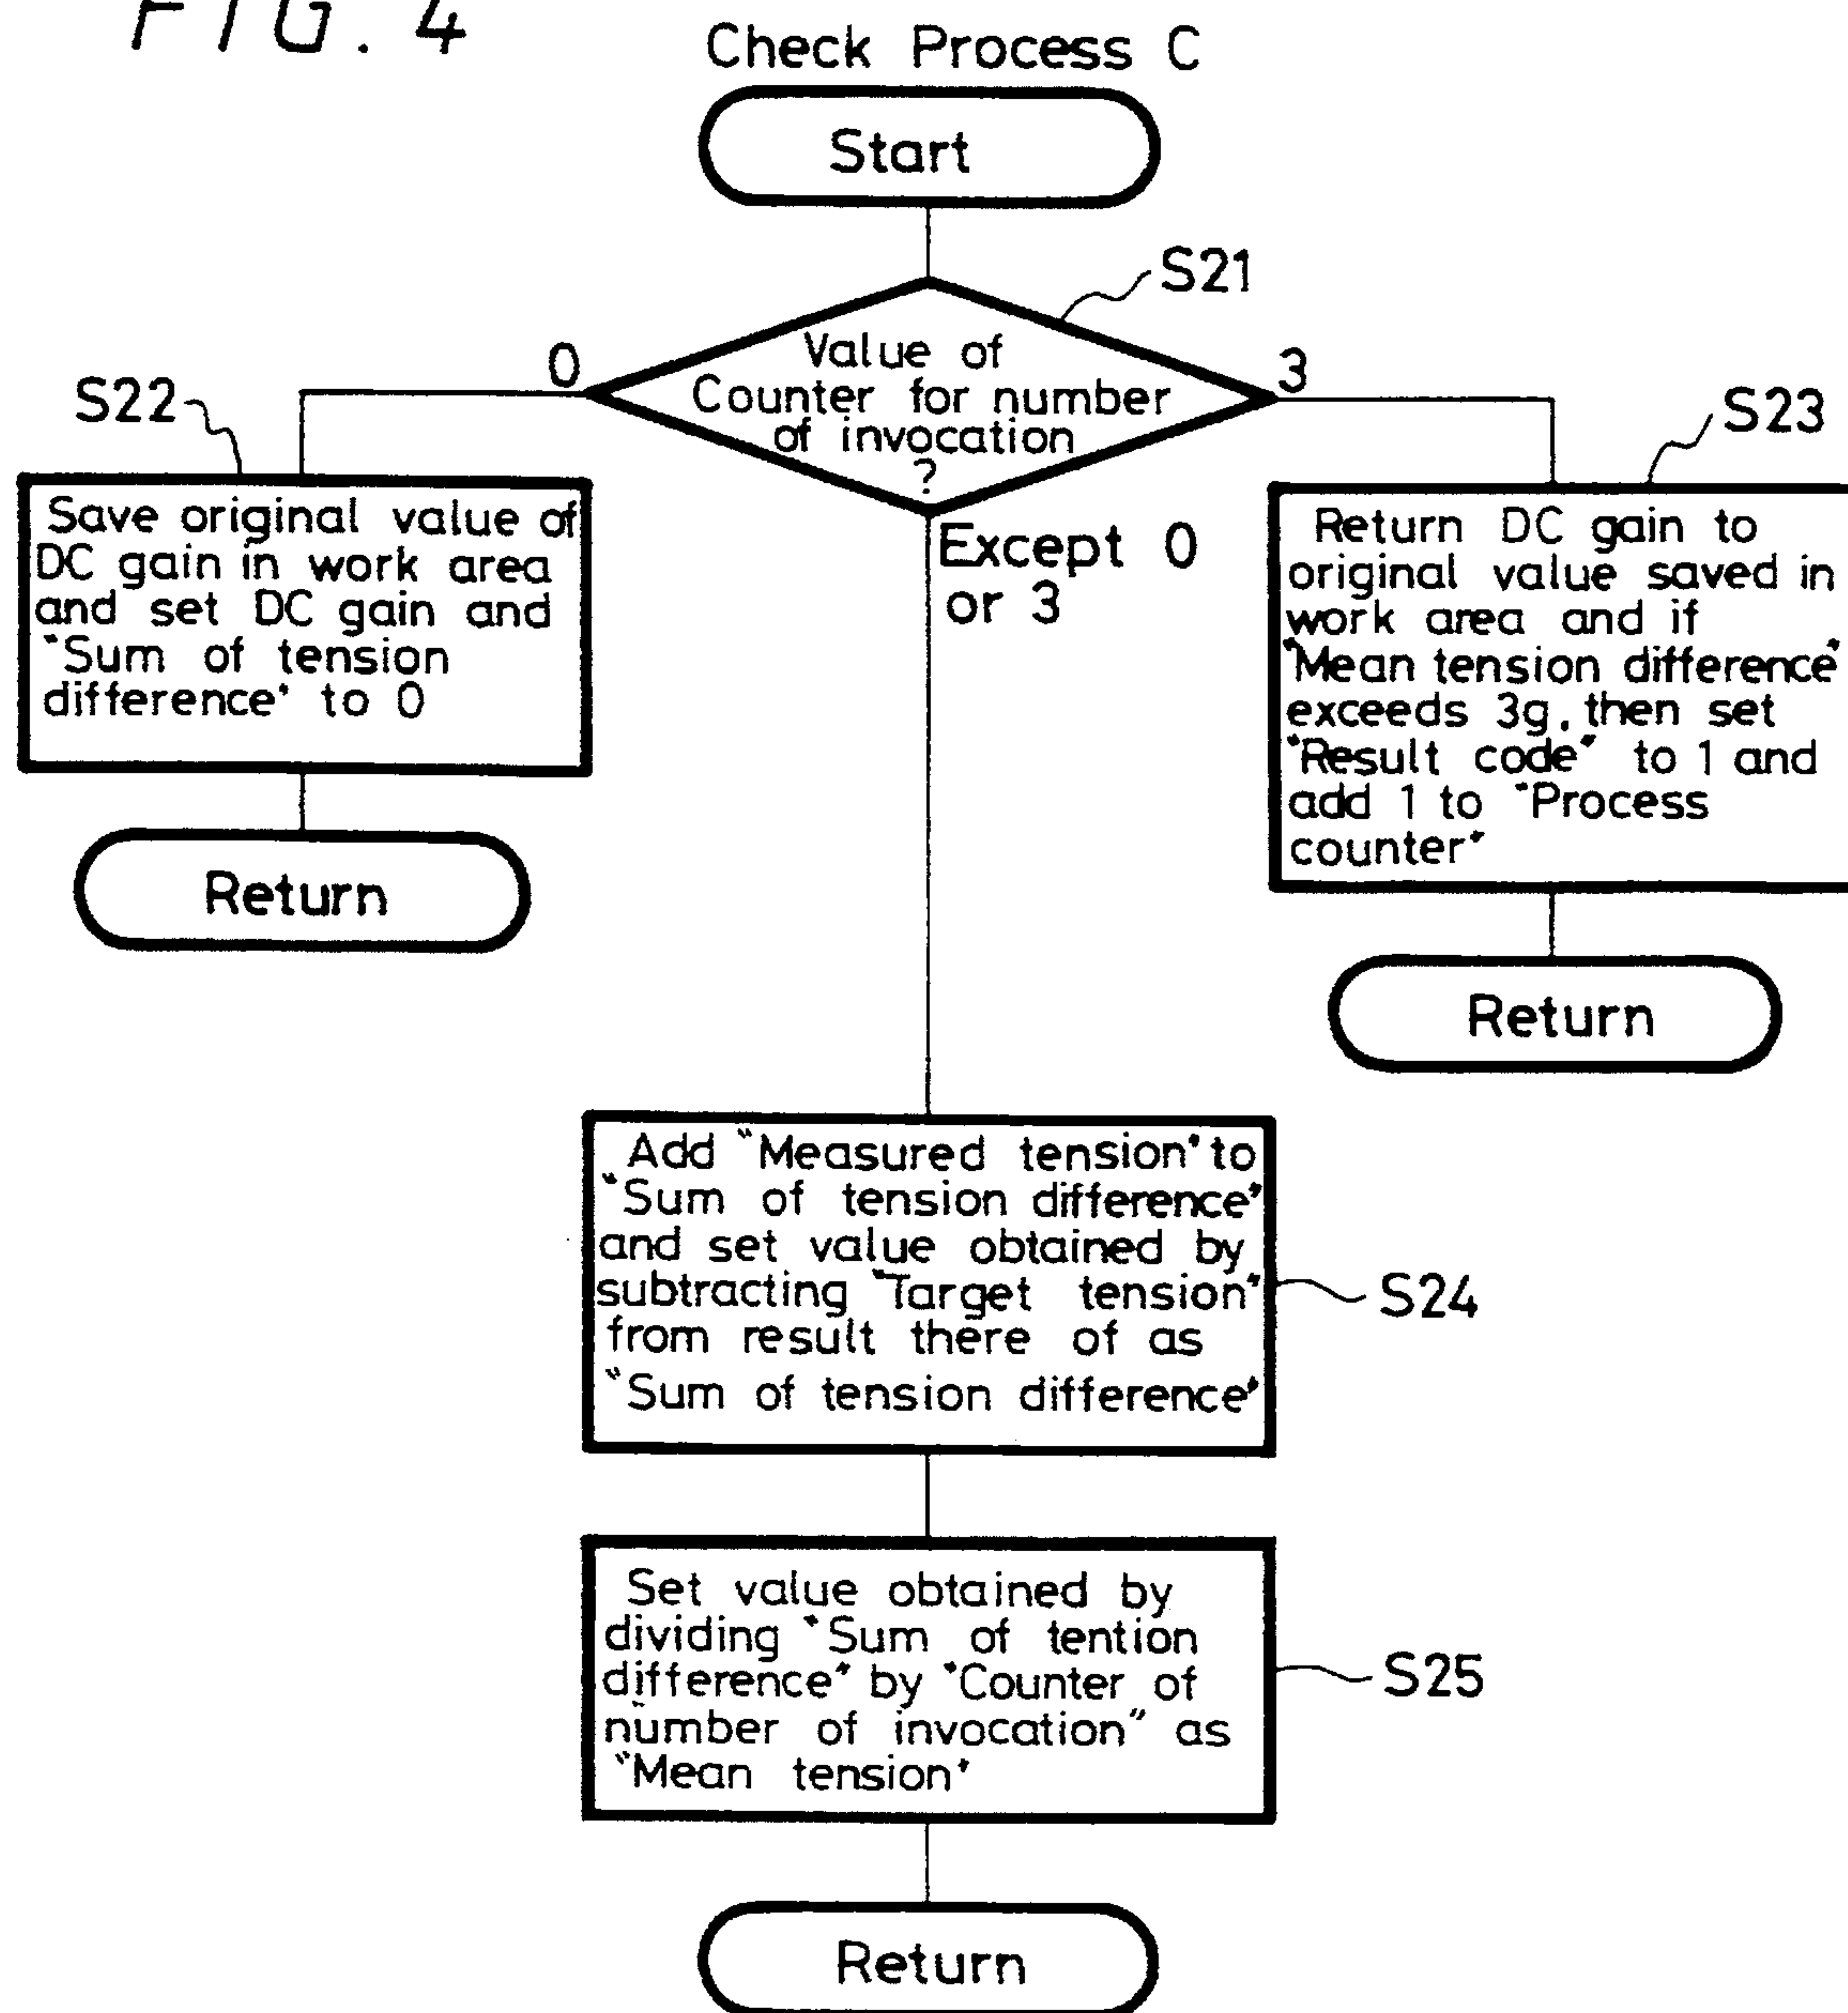 FIG. 4
Check Process C
Start
S21
Value of
Counter for number
of invocation
?
0
3
Except 0
or 3
S22
Save original value of
DC gain in work area
and set DC gain and
"Sum of tension
difference" to 0
Return
S23
Return DC gain to
original value saved in
work area and if
"Mean tension difference"
exceeds 3g, then set
"Result code" to 1 and
add 1 to "Process
counter"
Return
Add "Measured tension" to
"Sum of tension difference"
and set value obtained by
subtracting "Target tension"
from result there of as
"Sum of tension difference"
S24
Set value obtained by
dividing "Sum of tention
difference" by "Counter of
number of invocation" as
"Mean tension"
S25
Return